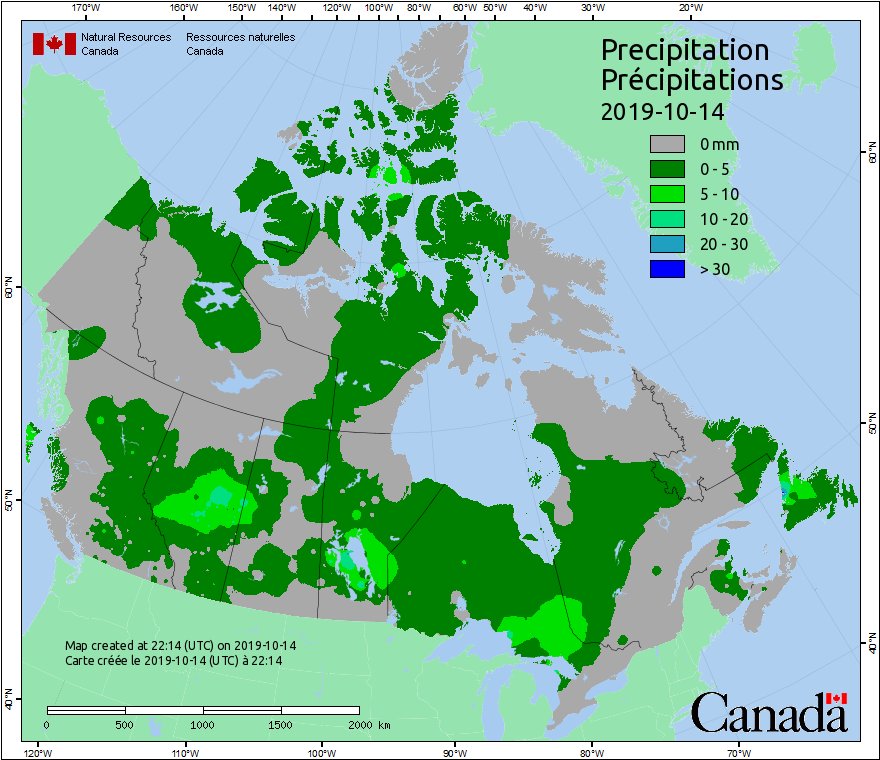 170°W 160°W 150°W 140°W 120°W 100°W 80°W 60°W 50°W 40°W 30°W 20°W
Natural Resources Ressources naturelles
Canada Canada
Precipitation
Précipitations
2019-10-14
0 mm
0 - 5
5 - 10
10 - 20
20 - 30
> 30
60°N 60°N
50°N 50°N
40°N 40°N
Map created at 22:14 (UTC) on 2019-10-14
Carte créée le 2019-10-14 (UTC) à 22:14
0 500 1000 1500 2000 km
Canada
120°W 110°W 100°W 90°W 80°W 70°W